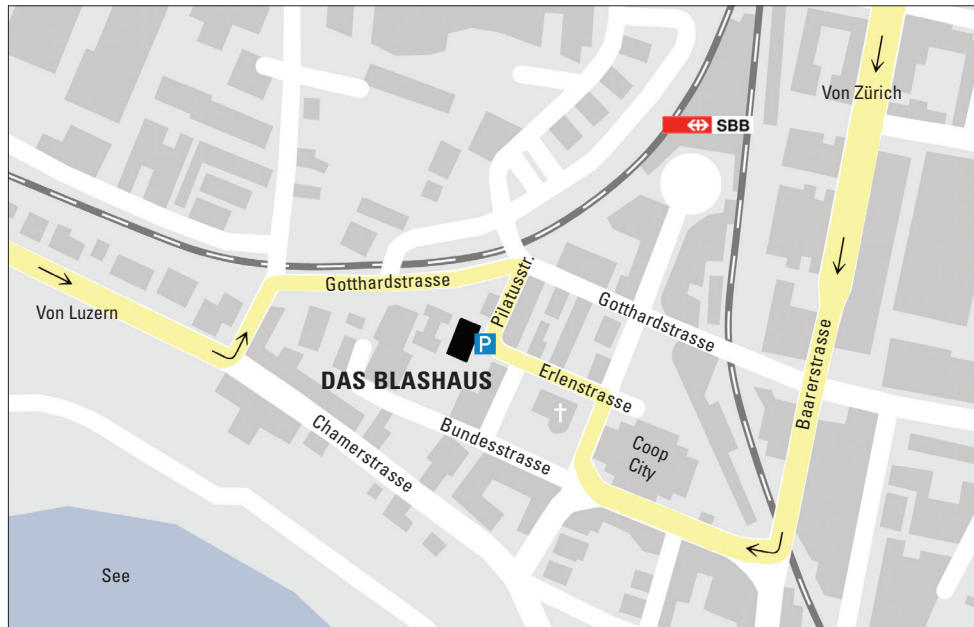 Von Zürich
SBB
Gotthardstrasse
Pilatusstr.
Gotthardstrasse
Von Luzern
P
DAS BLASHAUS
Erlenstrasse
Baarerstrasse
Chamerstrasse
Bundesstrasse
Coop
City
See